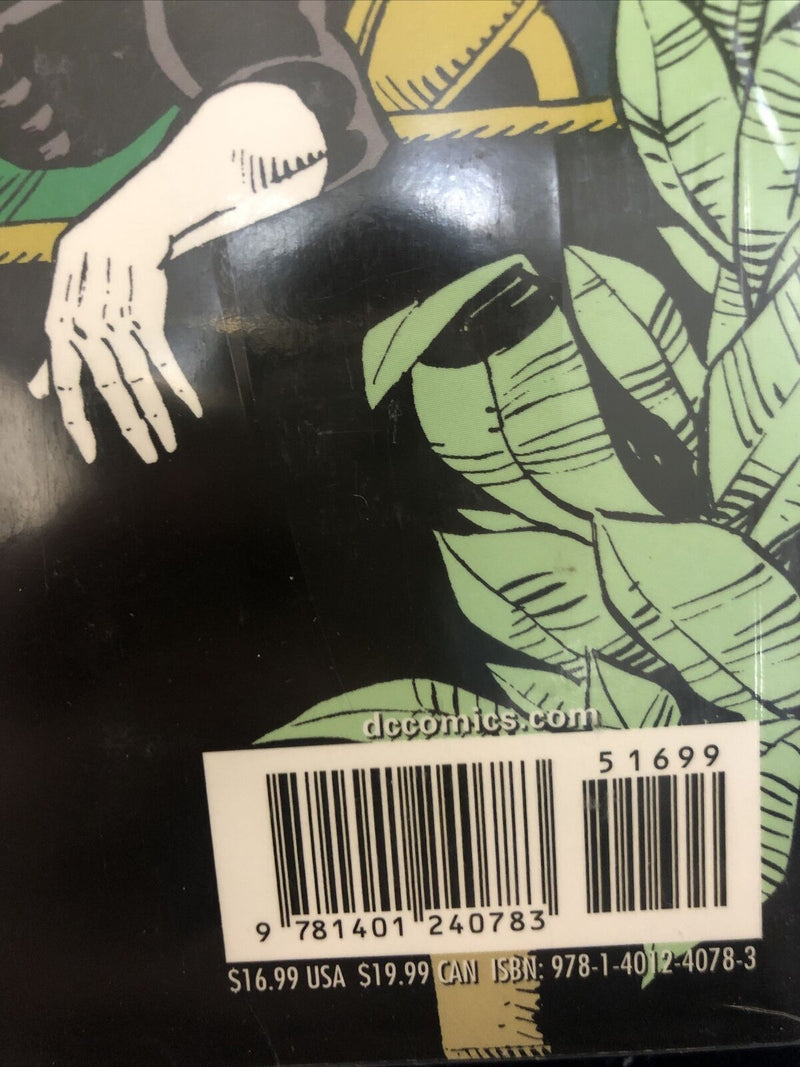 dccomics.com
51699
9 781401 240783
$16.99 USA $19.99 CAN ISBN: 978-1-4012-4078-3